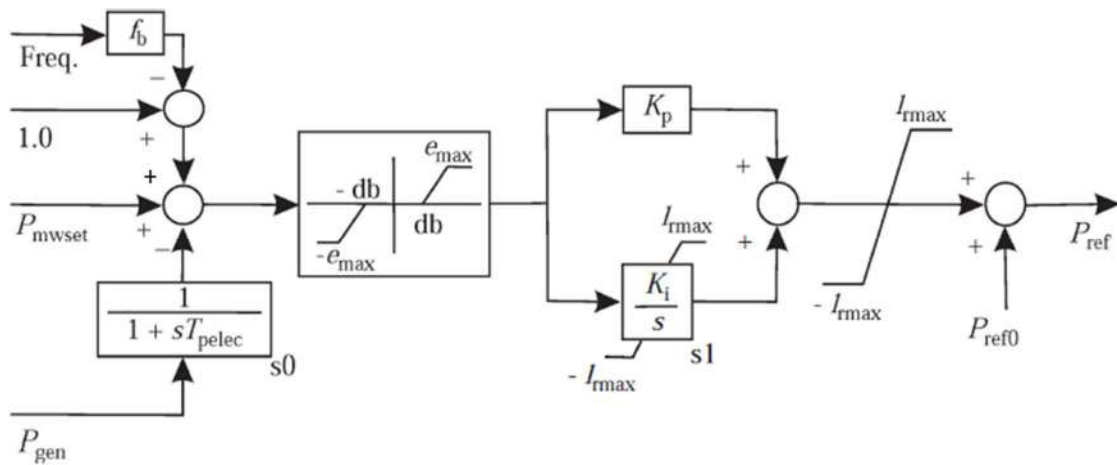 f_b
Freq.
−
1.0
+
+
P_mwset
+
−
1
1 + sT_pelec
s0
P_gen
- db
e_max
db
-e_max
K_p
I_rmax
K_i
s
s1
- I_rmax
+
+
I_rmax
- I_rmax
+
+
P_ref
P_ref0